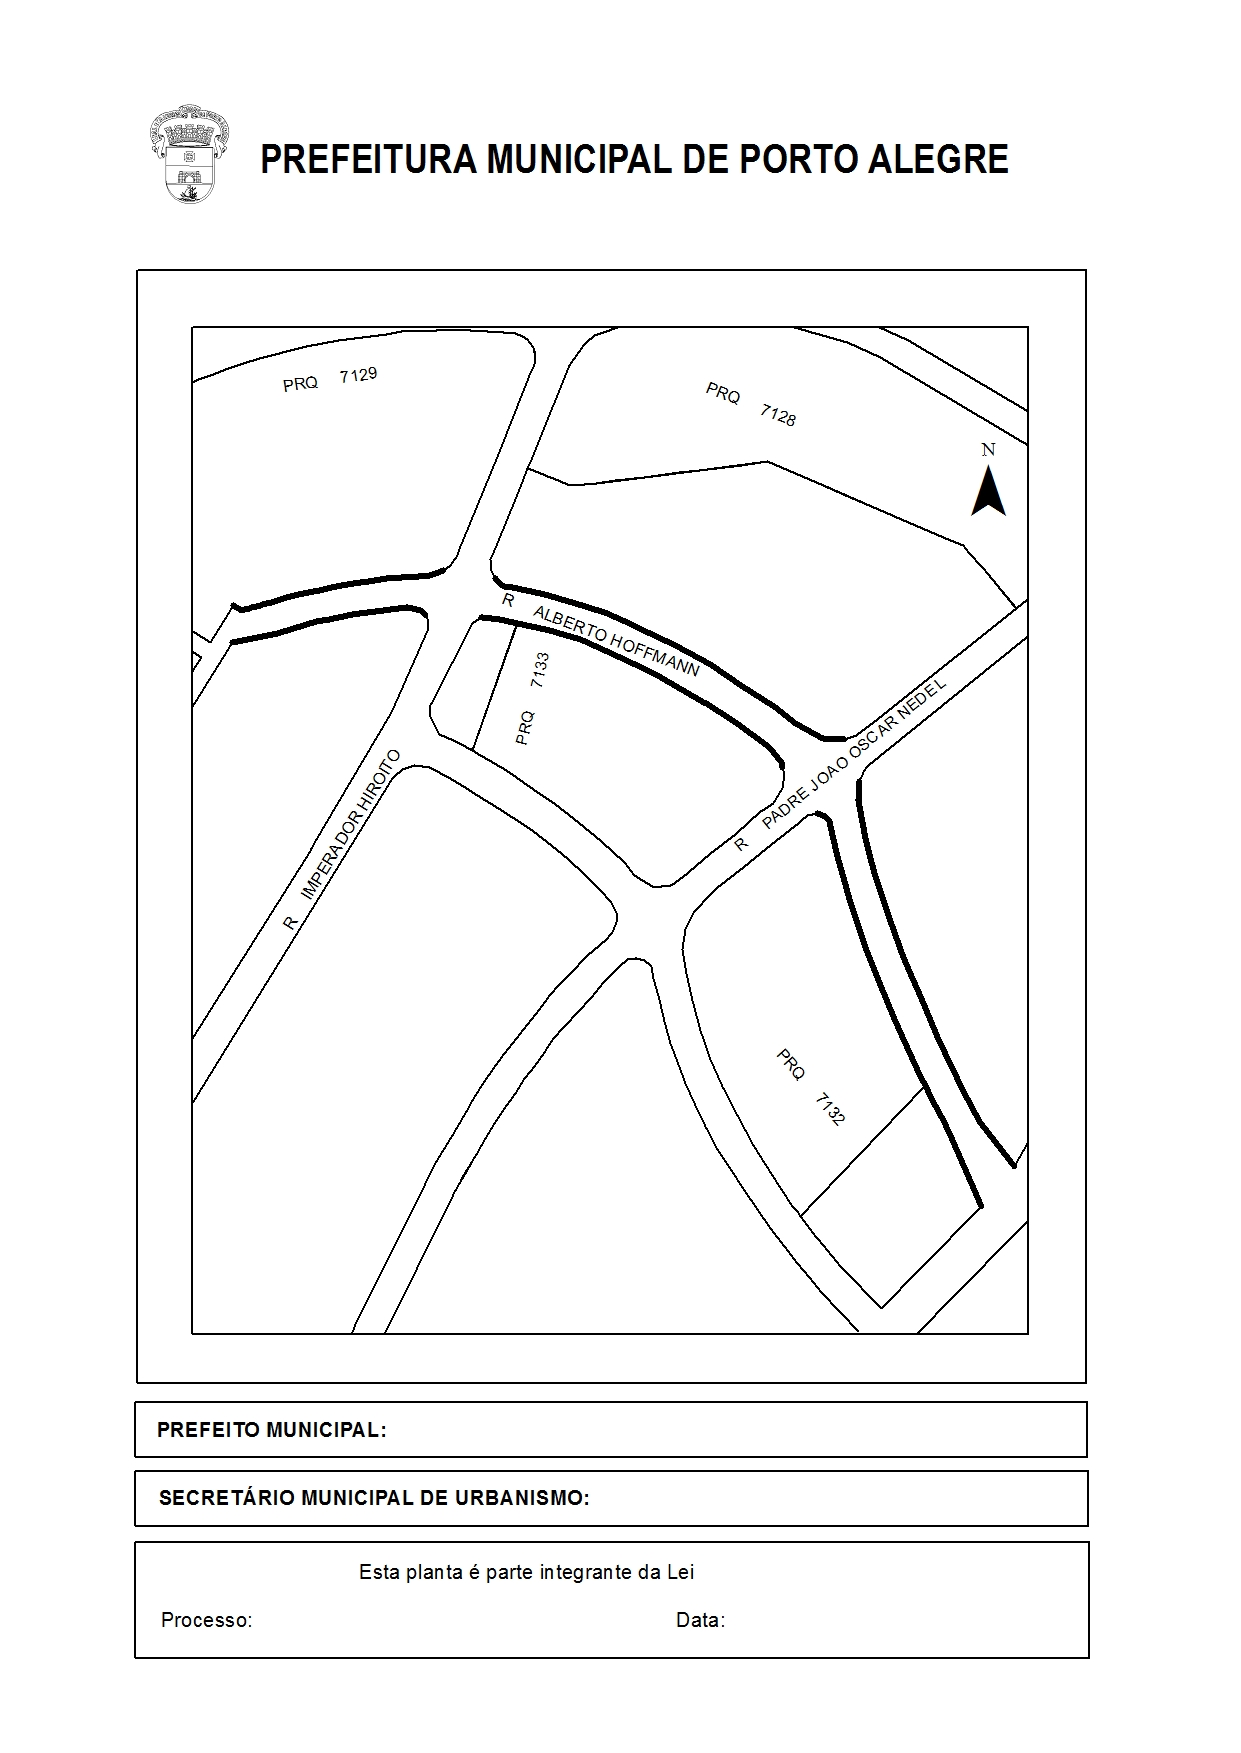 PREFEITURA MUNICIPAL DE PORTO ALEGRE
PRQ 7129
PRQ 7128
N
R ALBERTO HOFFMANN
PRQ 7133
R PADRE JOAO OSCAR NEDEL
R IMPERADOR HIROITO
PRQ 7132
PREFEITO MUNICIPAL:
SECRETÁRIO MUNICIPAL DE URBANISMO:
Esta planta é parte integrante da Lei
Processo: Data: